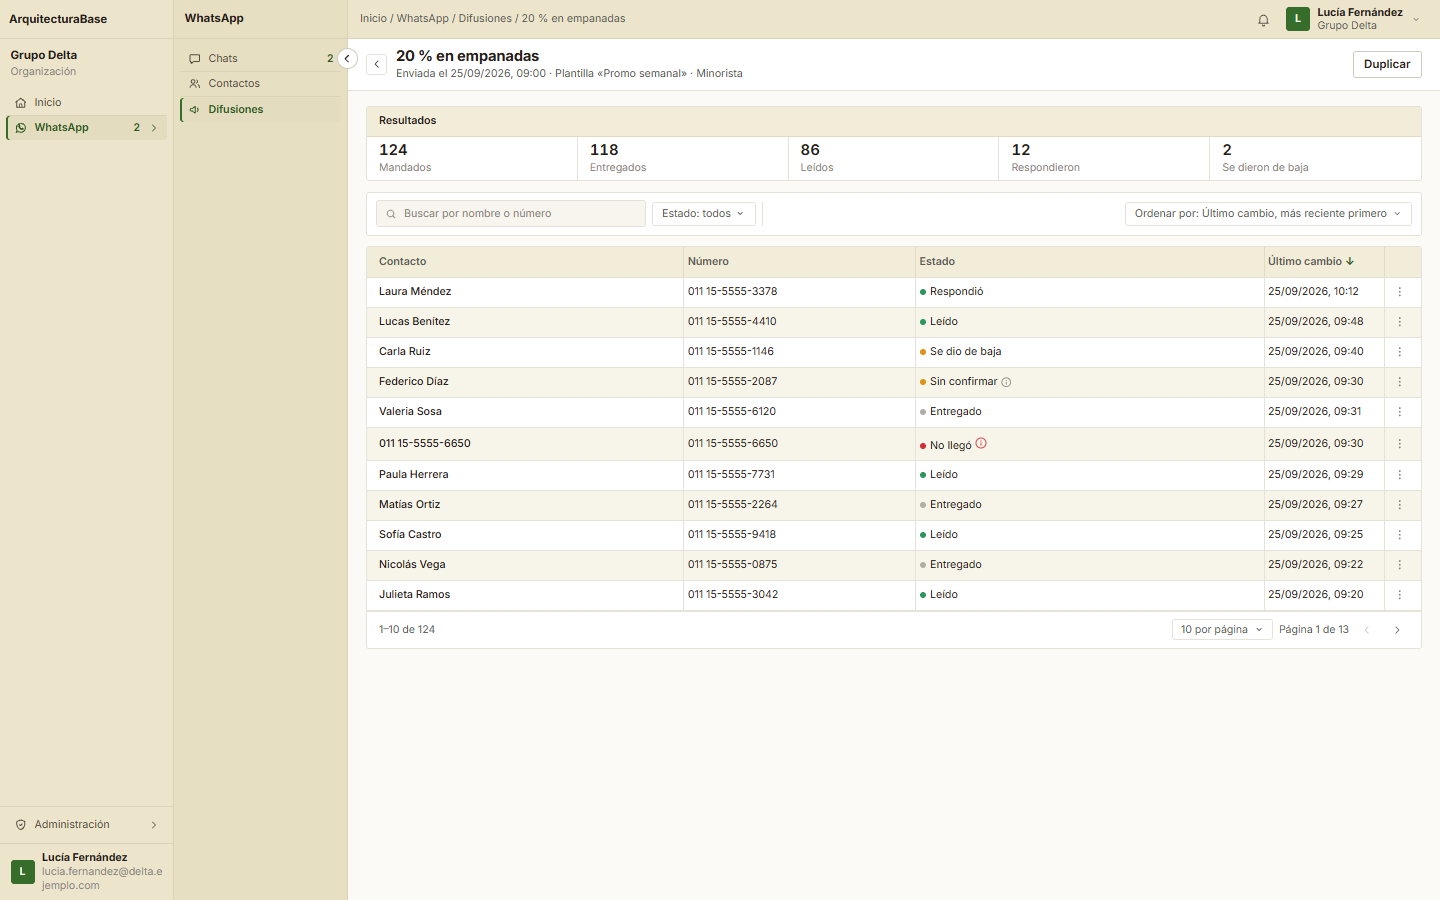 ArquitecturaBase
Grupo Delta
Organización
Inicio
WhatsApp 2
Administración
Lucía Fernández
L
lucia.fernandez@delta.e
jemplo.com
WhatsApp
Chats 2
Contactos
Difusiones
Inicio / WhatsApp / Difusiones / 20 % en empanadas
L
Lucía Fernández
Grupo Delta
20 % en empanadas
Enviada el 25/09/2026, 09:00 · Plantilla «Promo semanal» · Minorista
Duplicar
Resultados
124 118 86 12 2
Mandados Entregados Leídos Respondieron Se dieron de baja
Buscar por nombre o número Estado: todos Ordenar por: Último cambio, más reciente primero
Contacto Número Estado Último cambio
Laura Méndez 011 15-5555-3378 Respondió 25/09/2026, 10:12
Lucas Benítez 011 15-5555-4410 Leído 25/09/2026, 09:48
Carla Ruiz 011 15-5555-1146 Se dio de baja 25/09/2026, 09:40
Federico Díaz 011 15-5555-2087 Sin confirmar 25/09/2026, 09:30
Valeria Sosa 011 15-5555-6120 Entregado 25/09/2026, 09:31
011 15-5555-6650 011 15-5555-6650 No llegó 25/09/2026, 09:30
Paula Herrera 011 15-5555-7731 Leído 25/09/2026, 09:29
Matías Ortiz 011 15-5555-2264 Entregado 25/09/2026, 09:27
Sofía Castro 011 15-5555-9418 Leído 25/09/2026, 09:25
Nicolás Vega 011 15-5555-0875 Entregado 25/09/2026, 09:22
Julieta Ramos 011 15-5555-3042 Leído 25/09/2026, 09:20
1–10 de 124 10 por página Página 1 de 13